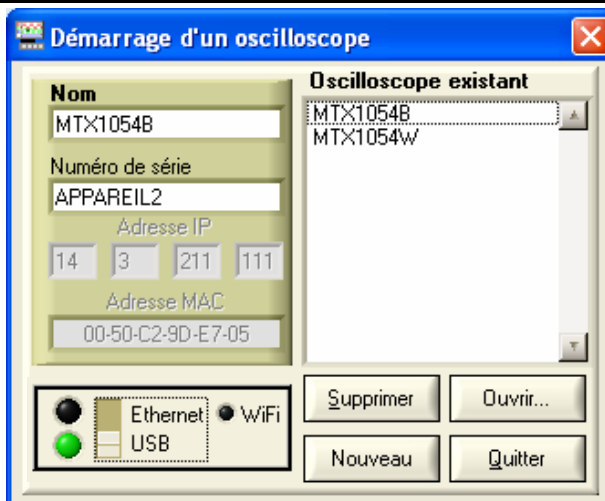 Démarrage d'un oscilloscope
Nom
MTX1054B
Numéro de série
APPAREIL2
Adresse IP
14 3 211 111
Adresse MAC
00-50-C2-9D-E7-05
Oscilloscope existant
MTX1054B
MTX1054W
Ethernet WiFi
USB
Supprimer Ouvrir...
Nouveau Quitter